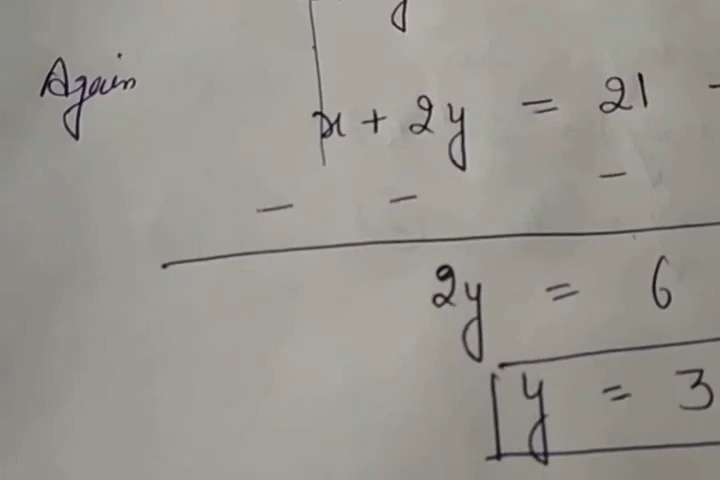 Again
x + 2y = 21 -
- - -
2y = 6
y = 3